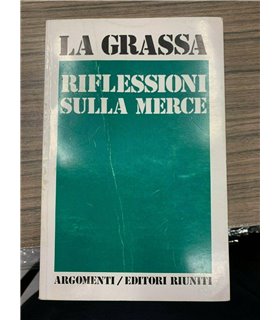 LA GRASSA
RIFLESSIONI
SULLA MERCE
ARGOMENTI/EDITORI RIUNITI